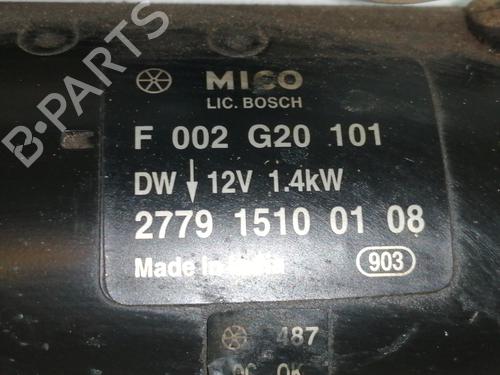 B-PARTS
MICO
LIC. BOSCH
F 002 G20 101
DW 12V 1.4kW
2779 1510 01 08
Made in India 903
487
OK